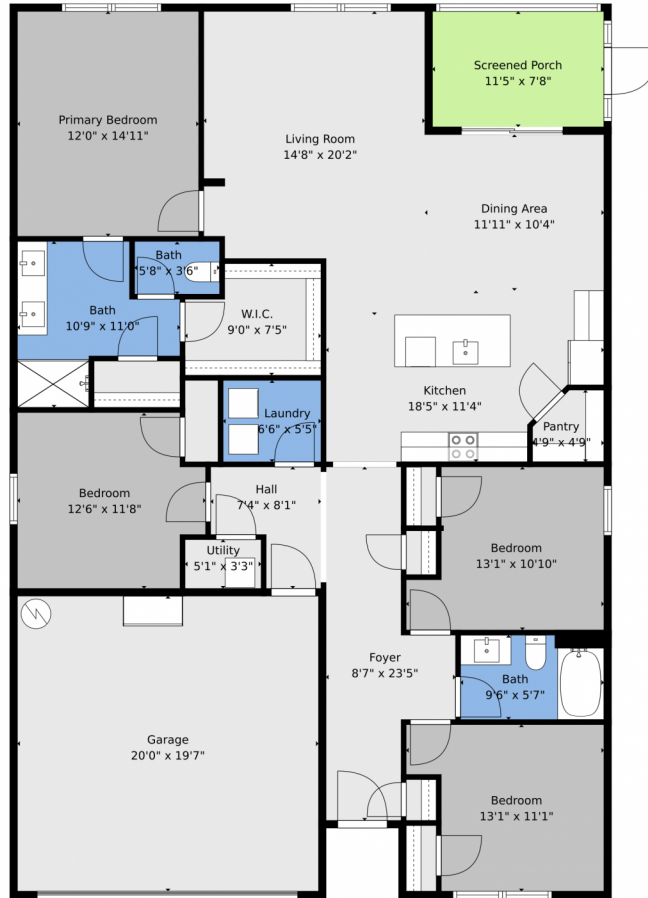 Screened Porch
11'5" x 7'8"
Primary Bedroom
12'0" x 14'11"
Living Room
14'8" x 20'2"
Dining Area
11'11" x 10'4"
Bath
5'8" x 3'6"
Bath
10'9" x 11'0"
W.I.C.
9'0" x 7'5"
Kitchen
18'5" x 11'4"
Laundry
6'6" x 5'5"
Pantry
4'9" x 4'9"
Bedroom
12'6" x 11'8"
Hall
7'4" x 8'1"
Utility
5'1" x 3'3"
Bedroom
13'1" x 10'10"
Foyer
8'7" x 23'5"
Bath
9'6" x 5'7"
Garage
20'0" x 19'7"
Bedroom
13'1" x 11'1"